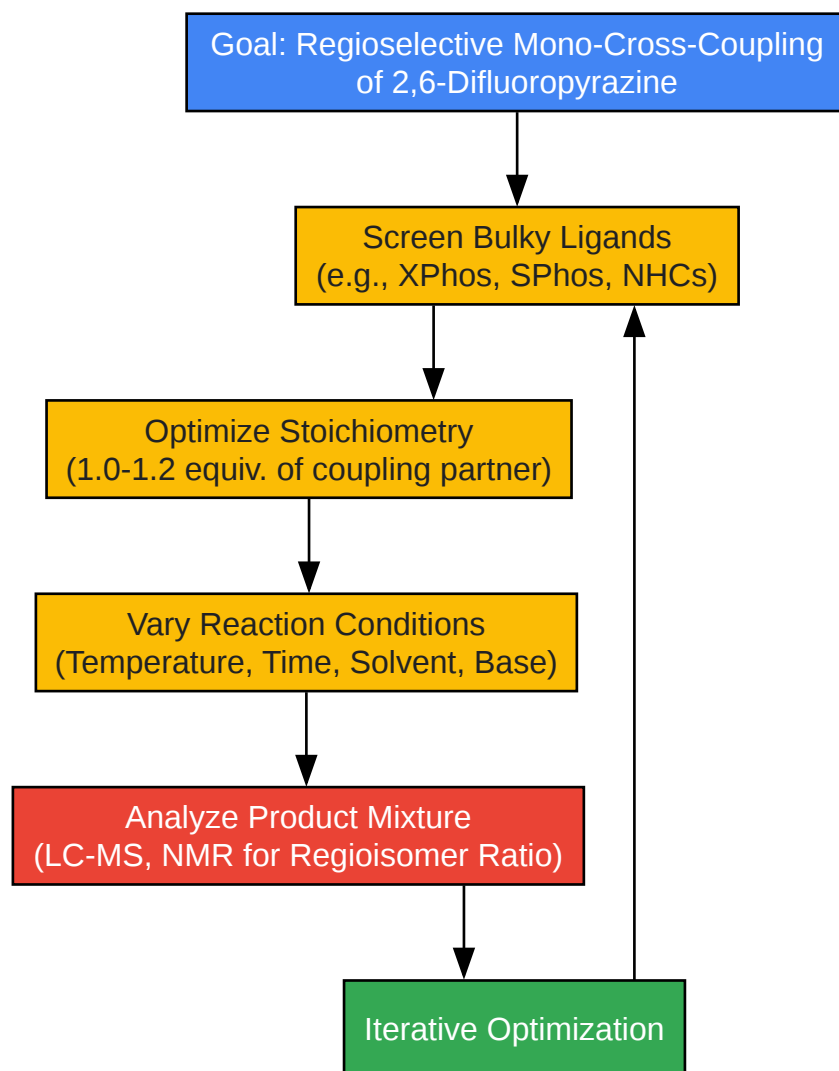 Goal: Regioselective Mono-Cross-Coupling
of 2,6-Difluoropyrazine
Screen Bulky Ligands
(e.g., XPhos, SPhos, NHCs)
Optimize Stoichiometry
(1.0-1.2 equiv. of coupling partner)
Vary Reaction Conditions
(Temperature, Time, Solvent, Base)
Analyze Product Mixture
(LC-MS, NMR for Regioisomer Ratio)
Iterative Optimization